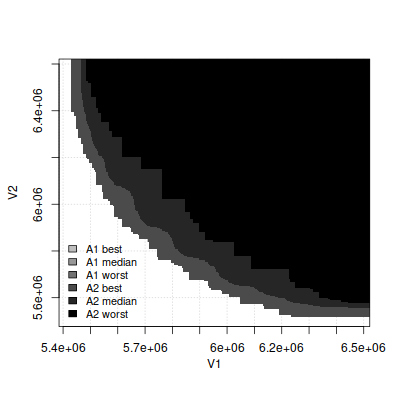 6.4e+06
6e+06
5.6e+06
V2
A1 best
A1 median
A1 worst
A2 best
A2 median
A2 worst
5.4e+06 5.7e+06 6e+06 6.2e+06 6.5e+06
V1